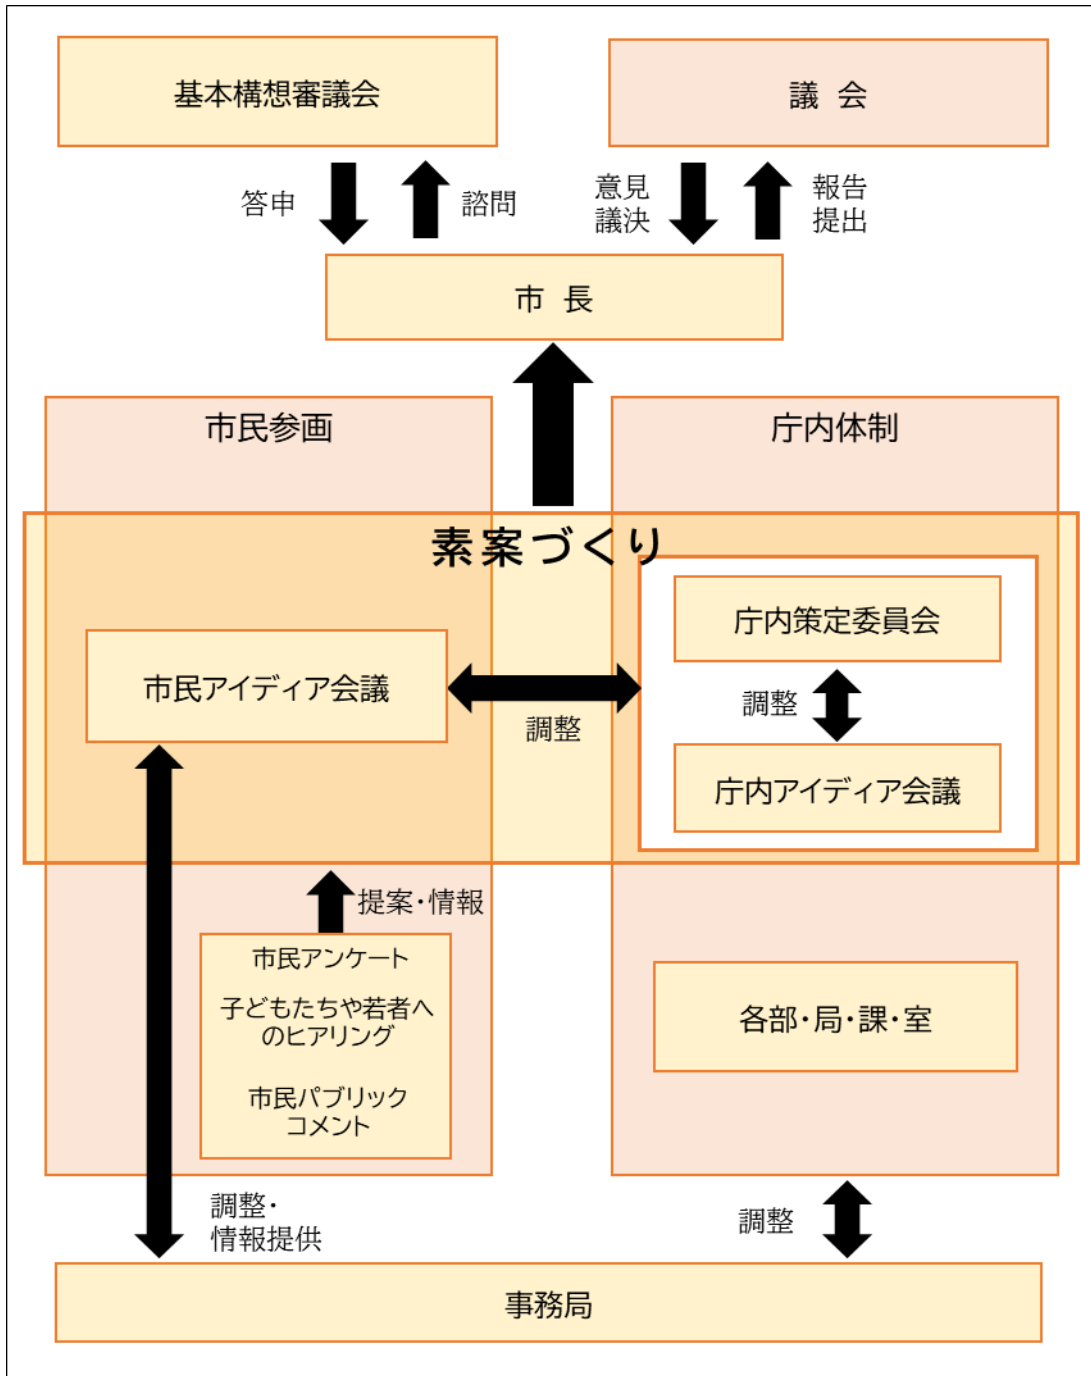 基本構想審議会
議 会
答申
諮問
意見
議決
報告
提出
市 長
市民参画
庁内体制
素案づくり
市民アイディア会議
調整
庁内策定委員会
調整
庁内アイディア会議
提案・情報
市民アンケート
子どもたちや若者へ
のヒアリング
市民パブリック
コメント
各部・局・課・室
調整・
情報提供
調整
事務局